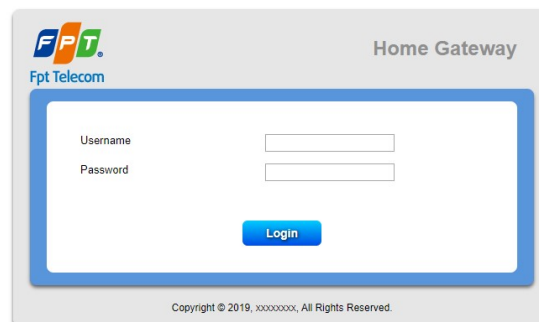 FPT.
Fpt Telecom
Home Gateway
Username
Password
Login
Copyright © 2019, xxxxxxxx, All Rights Reserved.